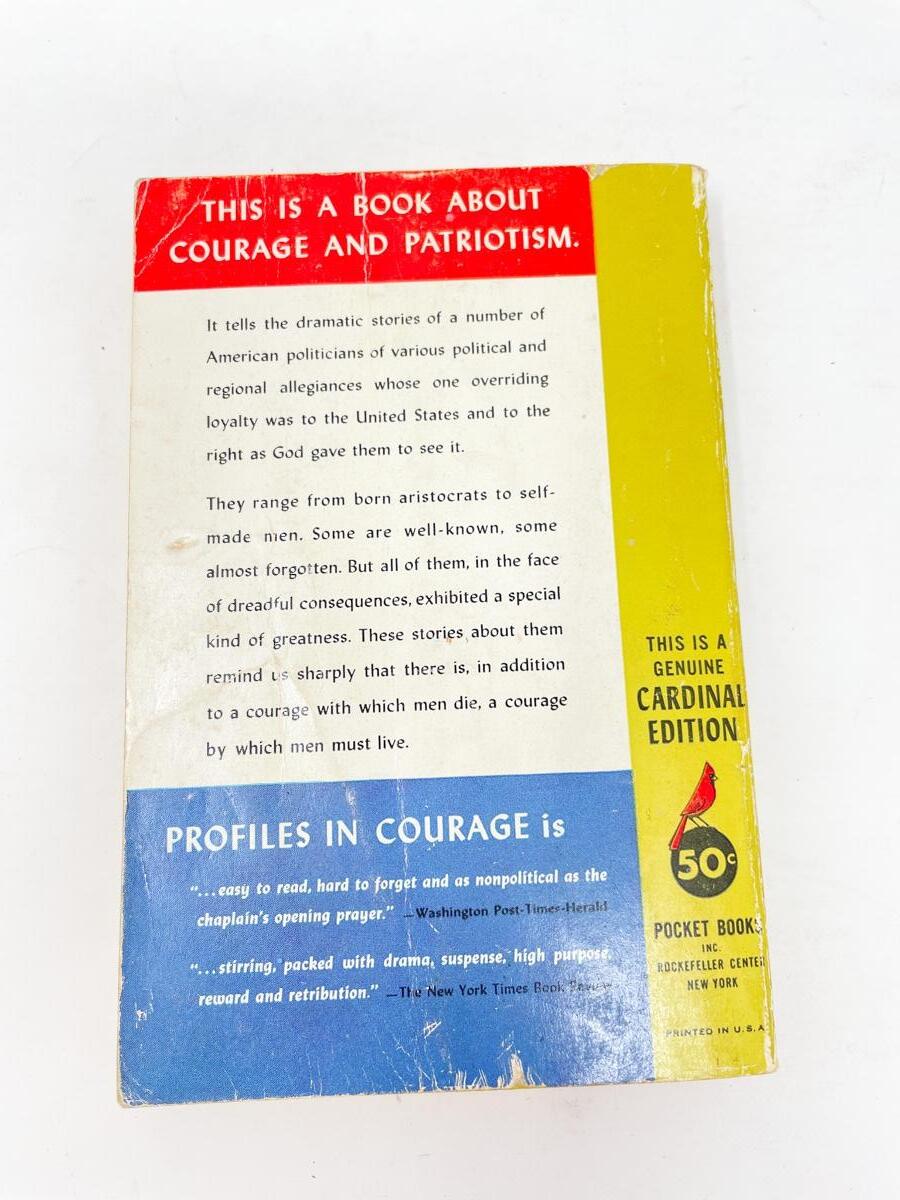 THIS IS A BOOK ABOUT
COURAGE AND PATRIOTISM.
It tells the dramatic stories of a number of
American politicians of various political and
regional allegiances whose one overriding
loyalty was to the United States and to the
right as God gave them to see it.
They range from born aristocrats to self-
made men. Some are well-known, some
almost forgotten. But all of them, in the face
of dreadful consequences, exhibited a special
kind of greatness. These stories about them
remind us sharply that there is, in addition
to a courage with which men die, a courage
by which men must live.
PROFILES IN COURAGE is
"...easy to read, hard to forget and as nonpolitical as the
chaplain's opening prayer." —Washington Post-Times-Herald
"...stirring, packed with drama, suspense, high purpose,
reward and retribution." —The New York Times Book Review
THIS IS A
GENUINE
CARDINAL
EDITION
50c
POCKET BOOKS
INC.
ROCKEFELLER CENTER
NEW YORK
PRINTED IN U.S.A